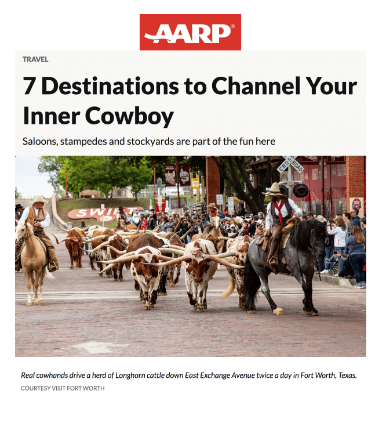 AARP®
TRAVEL
7 Destinations to Channel Your
Inner Cowboy
Saloons, stampedes and stockyards are part of the fun here
Real cowhands drive a herd of Longhorn cattle down East Exchange Avenue twice a day in Fort Worth, Texas.
COURTESY VISIT FORT WORTH